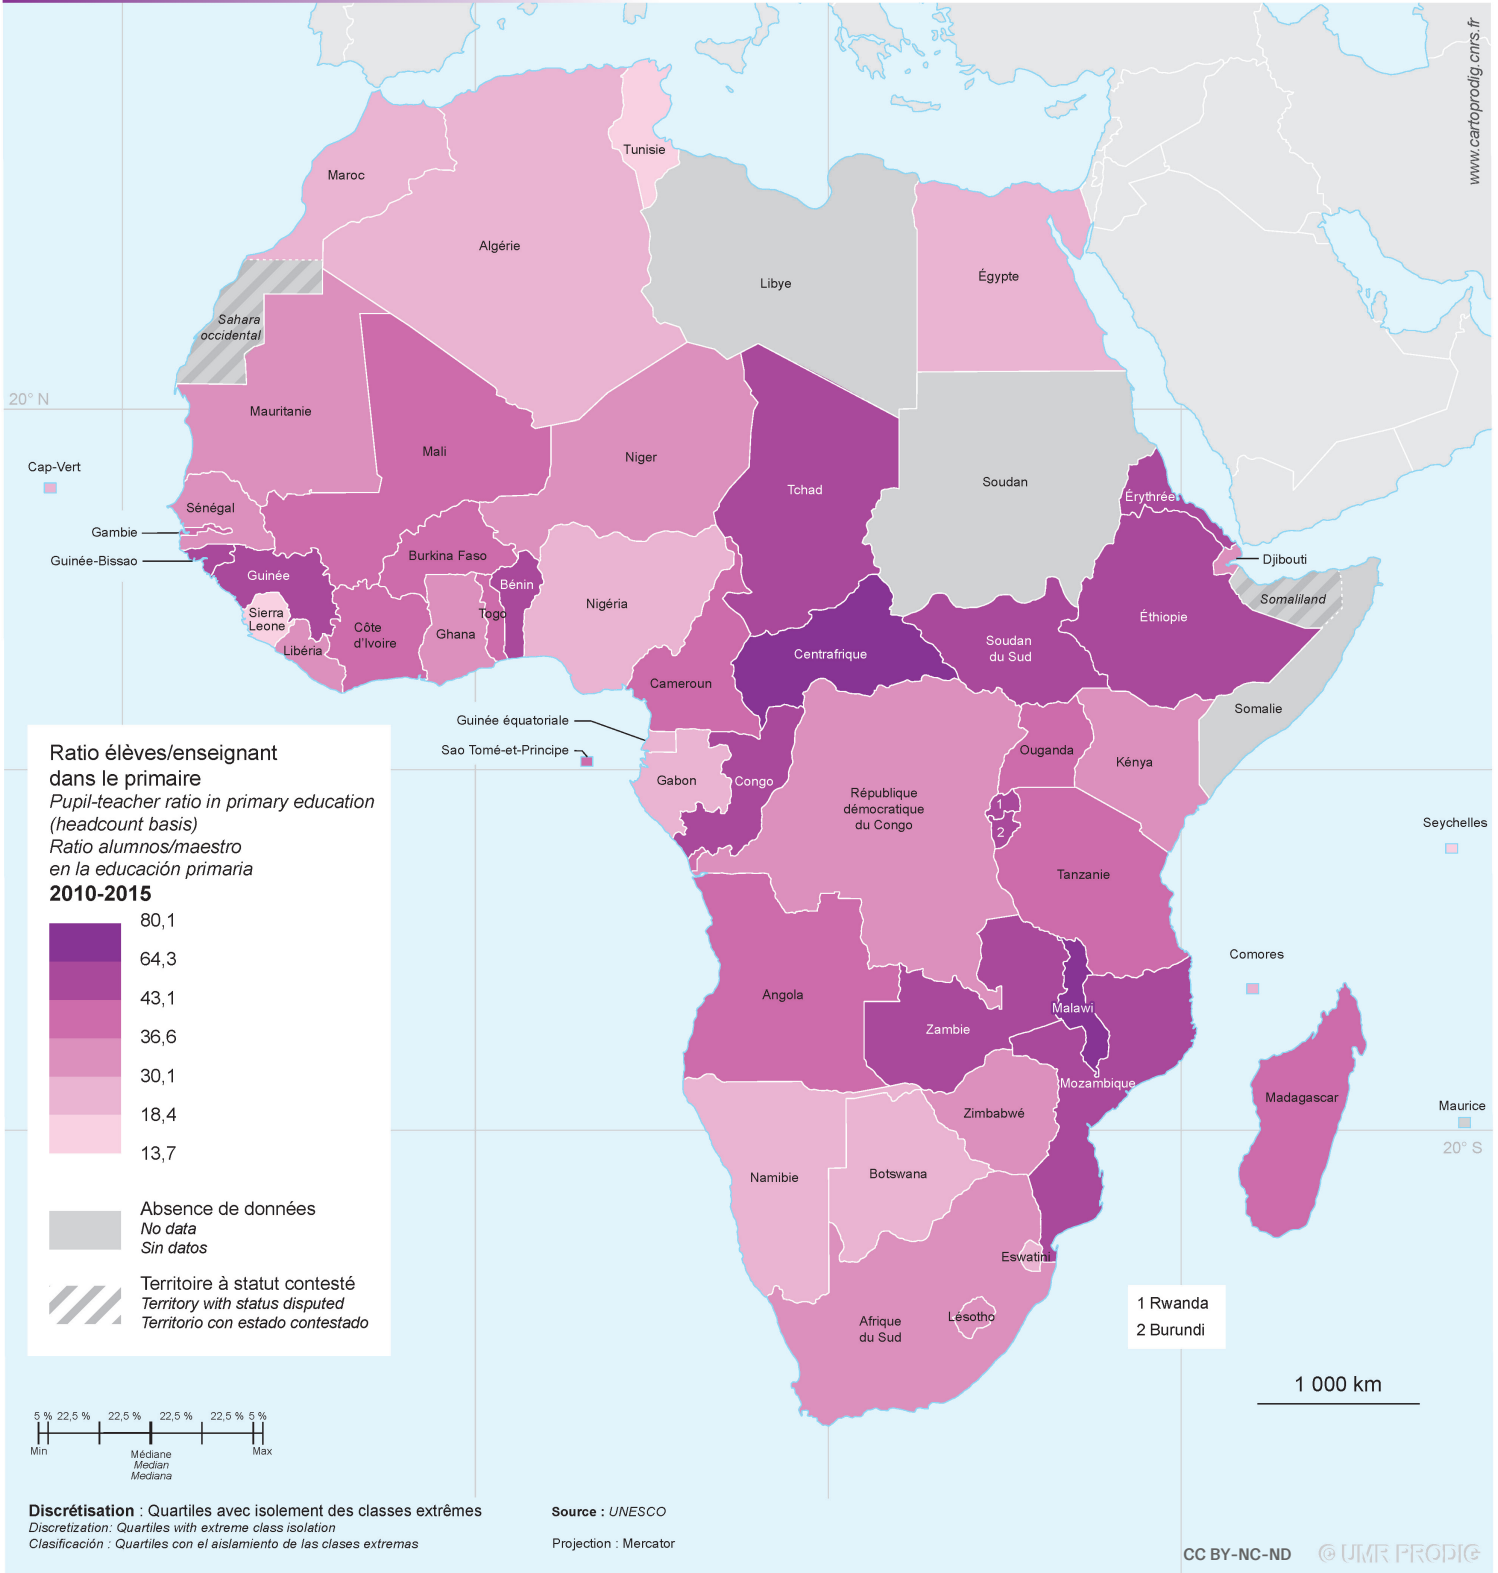 www.cartoprodig.cnrs.fr
Tunisie
Maroc
Algérie
Libye
Égypte
Sahara
occidental
20° N
Mauritanie
Mali
Niger
Cap-Vert
Tchad
Soudan
Érythrée
Sénégal
Gambie
Burkina Faso
Djibouti
Guinée-Bissao
Guinée
Bénin
Somaliland
Sierra
Leone
Nigéria
Togo
Éthiopie
Côte
d'Ivoire
Ghana
Libéria
Soudan
du Sud
Centrafrique
Cameroun
Somalie
Guinée équatoriale
Sao Tomé-et-Principe
Ouganda
Kénya
Gabon
Congo
République
démocratique
du Congo
1
2
Seychelles
Tanzanie
Comores
Angola
Malawi
Zambie
Mozambique
Madagascar
Maurice
20° S
Zimbabwé
Namibie
Botswana
Eswatini
Lésotho
Afrique
du Sud
Ratio élèves/enseignant
dans le primaire
Pupil-teacher ratio in primary education
(headcount basis)
Ratio alumnos/maestro
en la educación primaria
2010-2015
80,1
64,3
43,1
36,6
30,1
18,4
13,7
Absence de données
No data
Sin datos
Territoire à statut contesté
Territory with status disputed
Territorio con estado contestado
1 Rwanda
2 Burundi
1 000 km
5 % 22,5 % 22,5 % 22,5 % 22,5 % 5 %
Min Max
Médiane
Median
Mediana
Discrétisation : Quartiles avec isolement des classes extrêmes
Discretization: Quartiles with extreme class isolation
Clasificación : Quartiles con el aislamiento de las clases extremas
Source : UNESCO
Projection : Mercator
CC BY-NC-ND
© UMR PRODIG